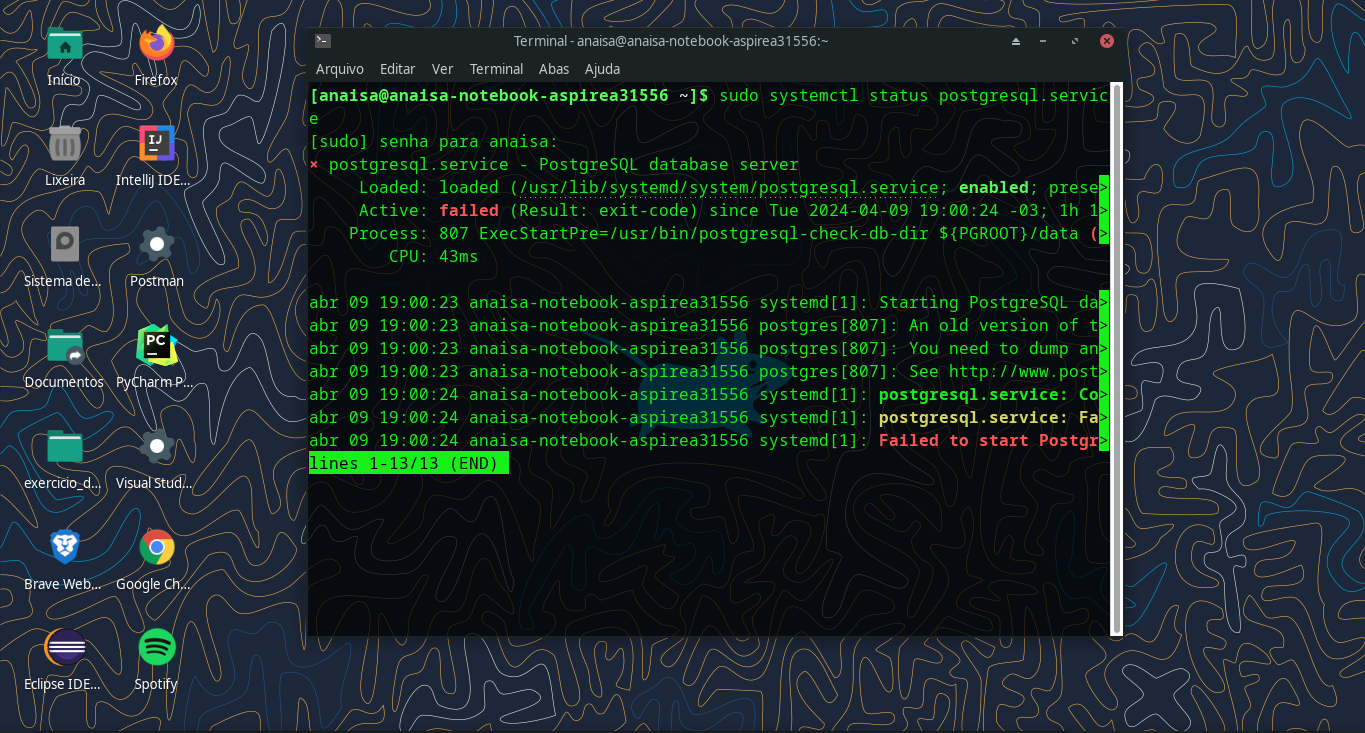 Terminal - anaisa@anaisa-notebook-aspirea31556:~
Arquivo Editar Ver Terminal Abas Ajuda
[anaisa@anaisa-notebook-aspirea31556 ~]$ sudo systemctl status postgresql.servic
e
[sudo] senha para anaisa:
× postgresql.service - PostgreSQL database server
Loaded: loaded (/usr/lib/systemd/system/postgresql.service; enabled; prese>
Active: failed (Result: exit-code) since Tue 2024-04-09 19:00:24 -03; 1h 1>
Process: 807 ExecStartPre=/usr/bin/postgresql-check-db-dir ${PGROOT}/data (>
CPU: 43ms
abr 09 19:00:23 anaisa-notebook-aspirea31556 systemd[1]: Starting PostgreSQL da>
abr 09 19:00:23 anaisa-notebook-aspirea31556 postgres[807]: An old version of t>
abr 09 19:00:23 anaisa-notebook-aspirea31556 postgres[807]: You need to dump an>
abr 09 19:00:23 anaisa-notebook-aspirea31556 postgres[807]: See http://www.post>
abr 09 19:00:24 anaisa-notebook-aspirea31556 systemd[1]: postgresql.service: Co>
abr 09 19:00:24 anaisa-notebook-aspirea31556 systemd[1]: postgresql.service: Fa>
abr 09 19:00:24 anaisa-notebook-aspirea31556 systemd[1]: Failed to start Postgr>
lines 1-13/13 (END)
Início
Firefox
IJ
Lixeira
IntelliJ IDE...
Sistema de...
Postman
PC
Documentos
PyCharm P...
exercicio_d...
Visual Stud...
Brave Web...
Google Ch...
Eclipse IDE...
Spotify